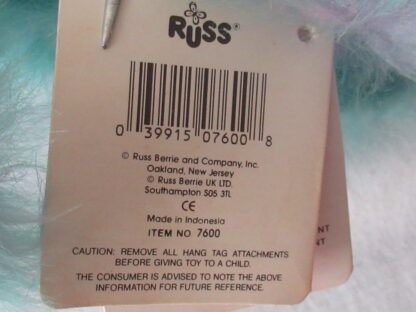 RUSS®
0 39915 07600 8
© Russ Berrie and Company, Inc.
Oakland, New Jersey
© Russ Berrie UK LTD.
Southampton S05 3TL
CE
Made in Indonesia
ITEM NO 7600
CAUTION: REMOVE ALL HANG TAG ATTACHMENTS
BEFORE GIVING TOY TO A CHILD.
THE CONSUMER IS ADVISED TO NOTE THE ABOVE
INFORMATION FOR FUTURE REFERENCE.